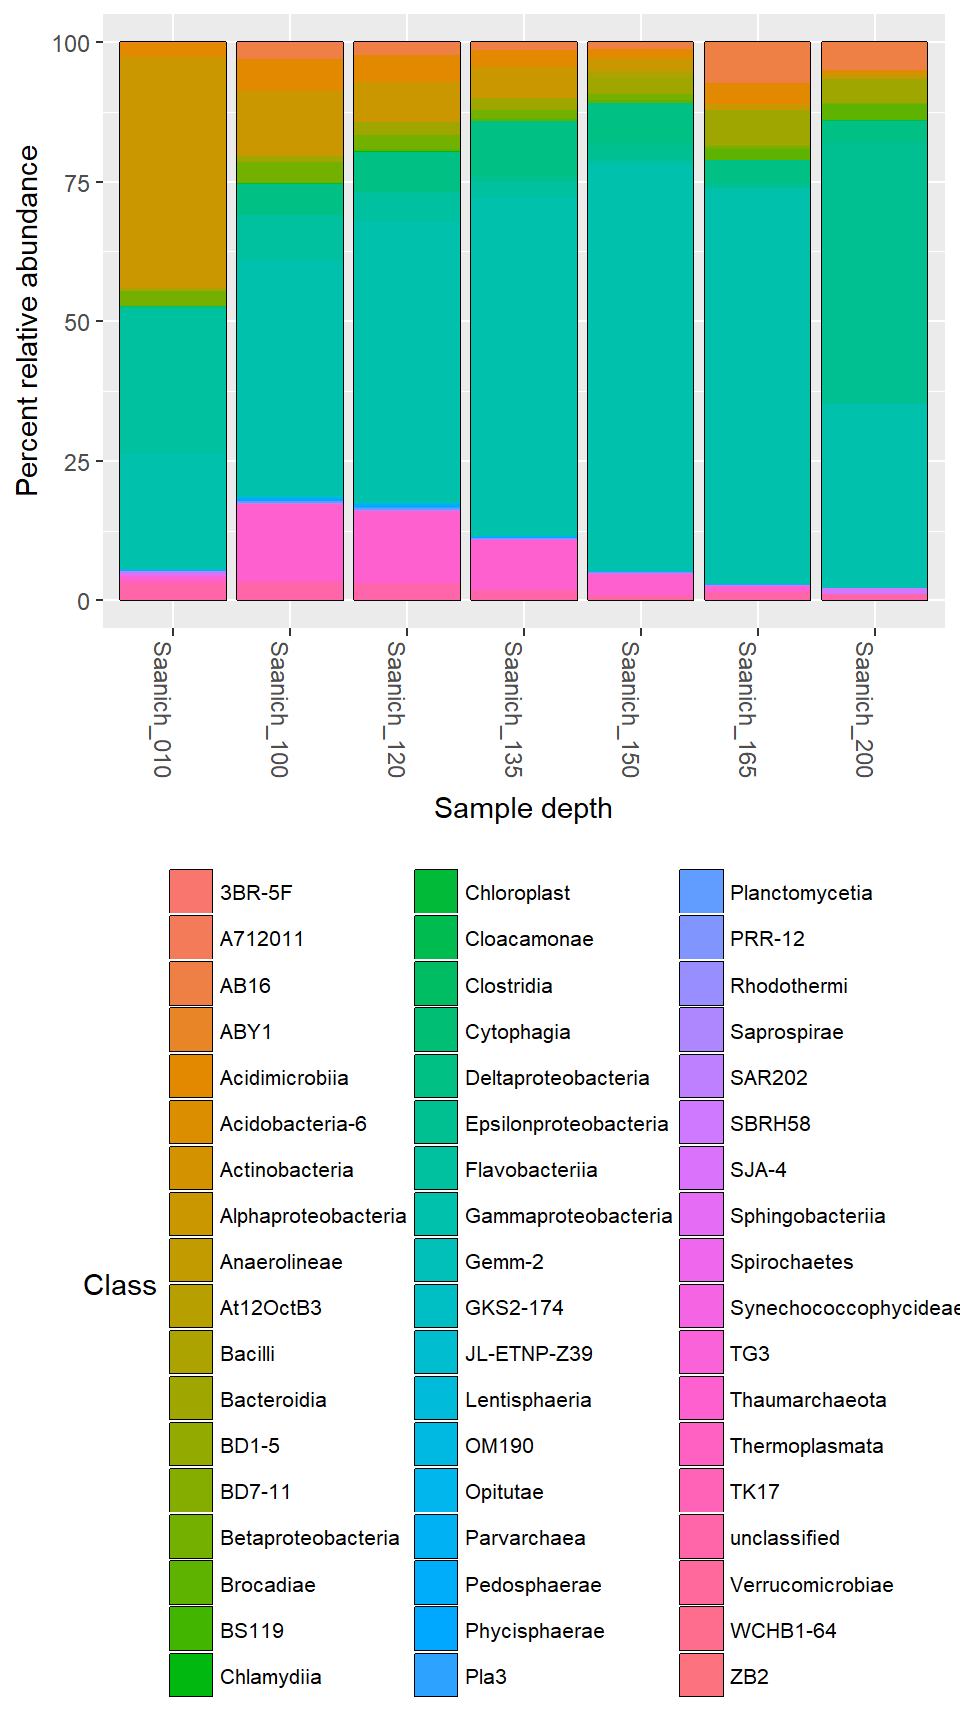 Percent relative abundance
100
75
50
25
0
Saanich_010
Saanich_100
Saanich_120
Saanich_135
Saanich_150
Saanich_165
Saanich_200
Sample depth
Class
3BR-5F
A712011
AB16
ABY1
Acidimicrobiia
Acidobacteria-6
Actinobacteria
Alphaproteobacteria
Anaerolineae
At12OctB3
Bacilli
Bacteroidia
BD1-5
BD7-11
Betaproteobacteria
Brocadiae
BS119
Chlamydiia
Chloroplast
Cloacamonae
Clostridia
Cytophagia
Deltaproteobacteria
Epsilonproteobacteria
Flavobacteriia
Gammaproteobacteria
Gemm-2
GKS2-174
JL-ETNP-Z39
Lentisphaeria
OM190
Opitutae
Parvarchaea
Pedosphaerae
Phycisphaerae
Pla3
Planctomycetia
PRR-12
Rhodothermi
Saprospirae
SAR202
SBRH58
SJA-4
Sphingobacteriia
Spirochaetes
Synechococcophycideae
TG3
Thaumarchaeota
Thermoplasmata
TK17
unclassified
Verrucomicrobiae
WCHB1-64
ZB2